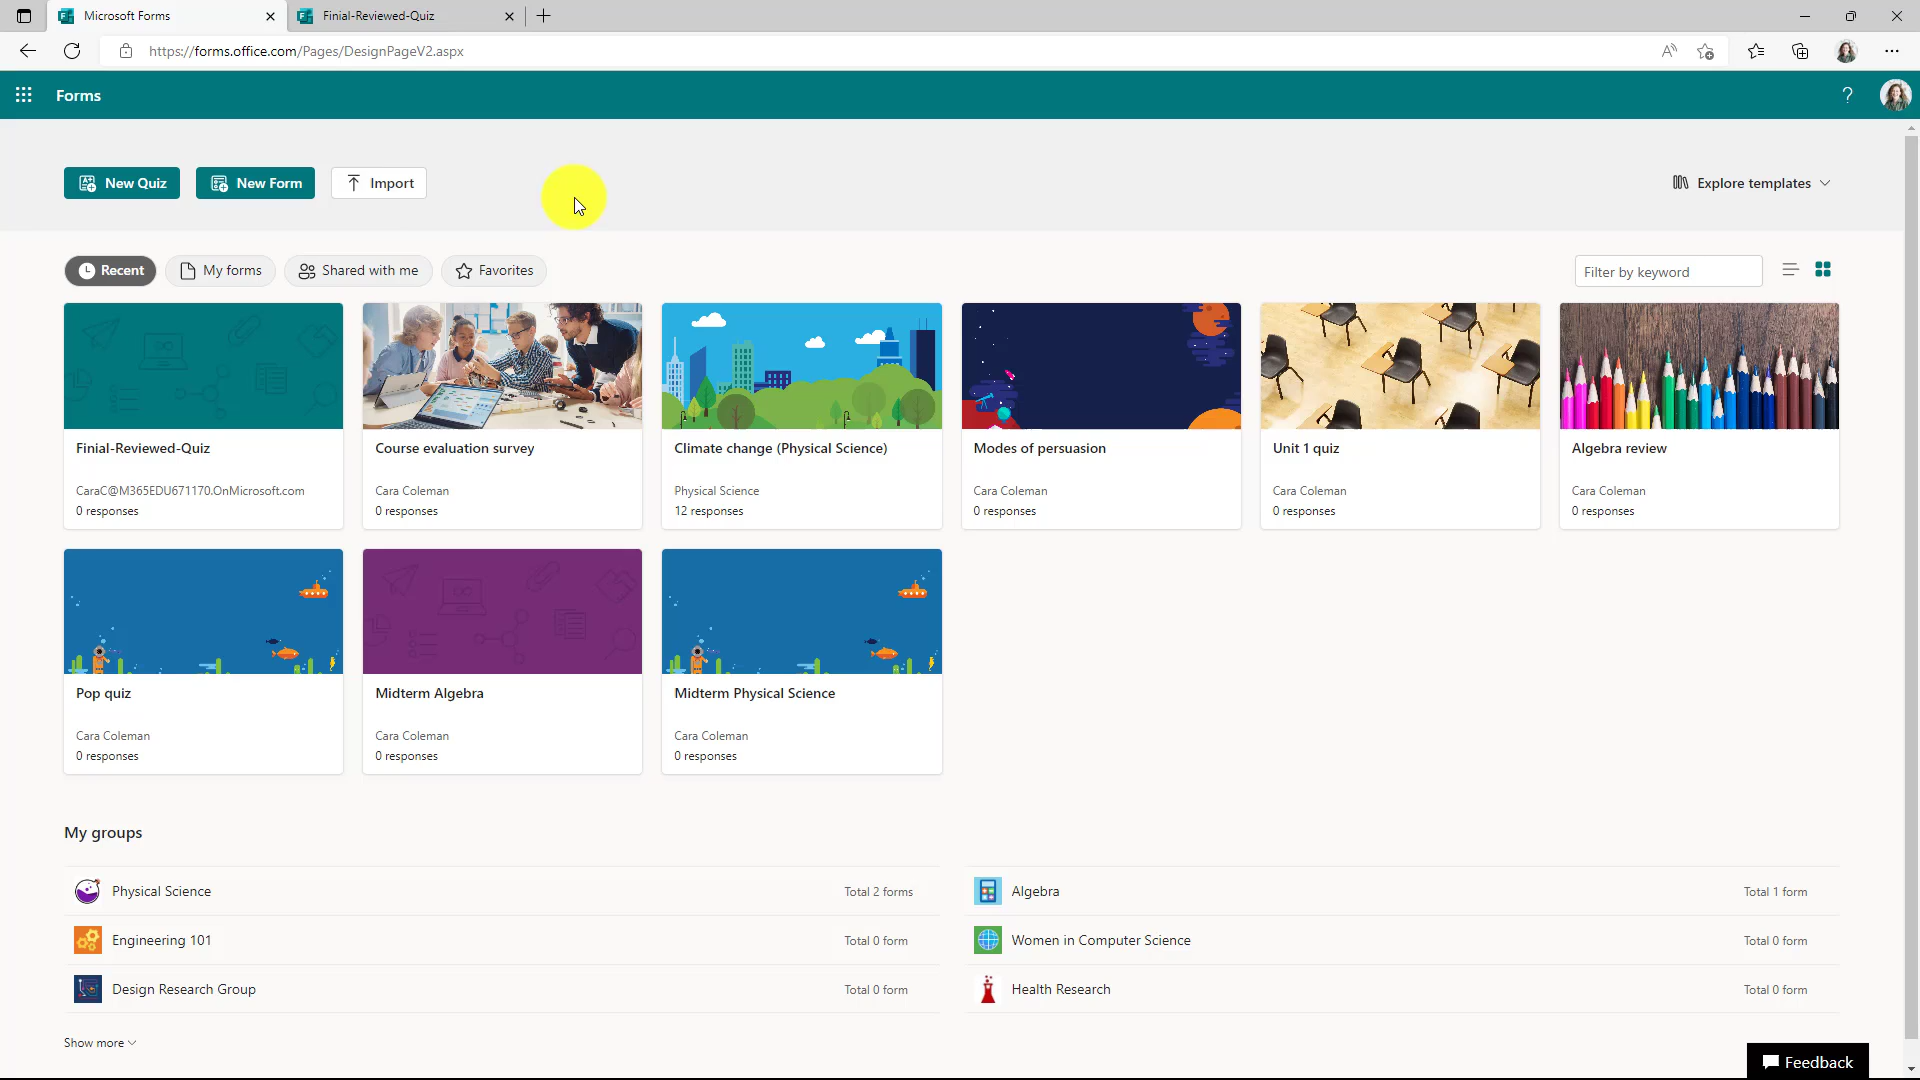 Microsoft Forms
Finial-Reviewed-Quiz
https://forms.office.com/Pages/DesignPageV2.aspx
Forms
?
New Quiz
New Form
Import
Explore templates
Recent
My forms
Shared with me
Favorites
Filter by keyword
Finial-Reviewed-Quiz
CaraC@M365EDU671170.OnMicrosoft.com
0 responses
Course evaluation survey
Cara Coleman
0 responses
Climate change (Physical Science)
Physical Science
12 responses
Modes of persuasion
Cara Coleman
0 responses
Unit 1 quiz
Cara Coleman
0 responses
Algebra review
Cara Coleman
0 responses
Pop quiz
Cara Coleman
0 responses
Midterm Algebra
Cara Coleman
0 responses
Midterm Physical Science
Cara Coleman
0 responses
My groups
Physical Science
Total 2 forms
Algebra
Total 1 form
Engineering 101
Total 0 form
Women in Computer Science
Total 0 form
Design Research Group
Total 0 form
Health Research
Total 0 form
Show more
Feedback